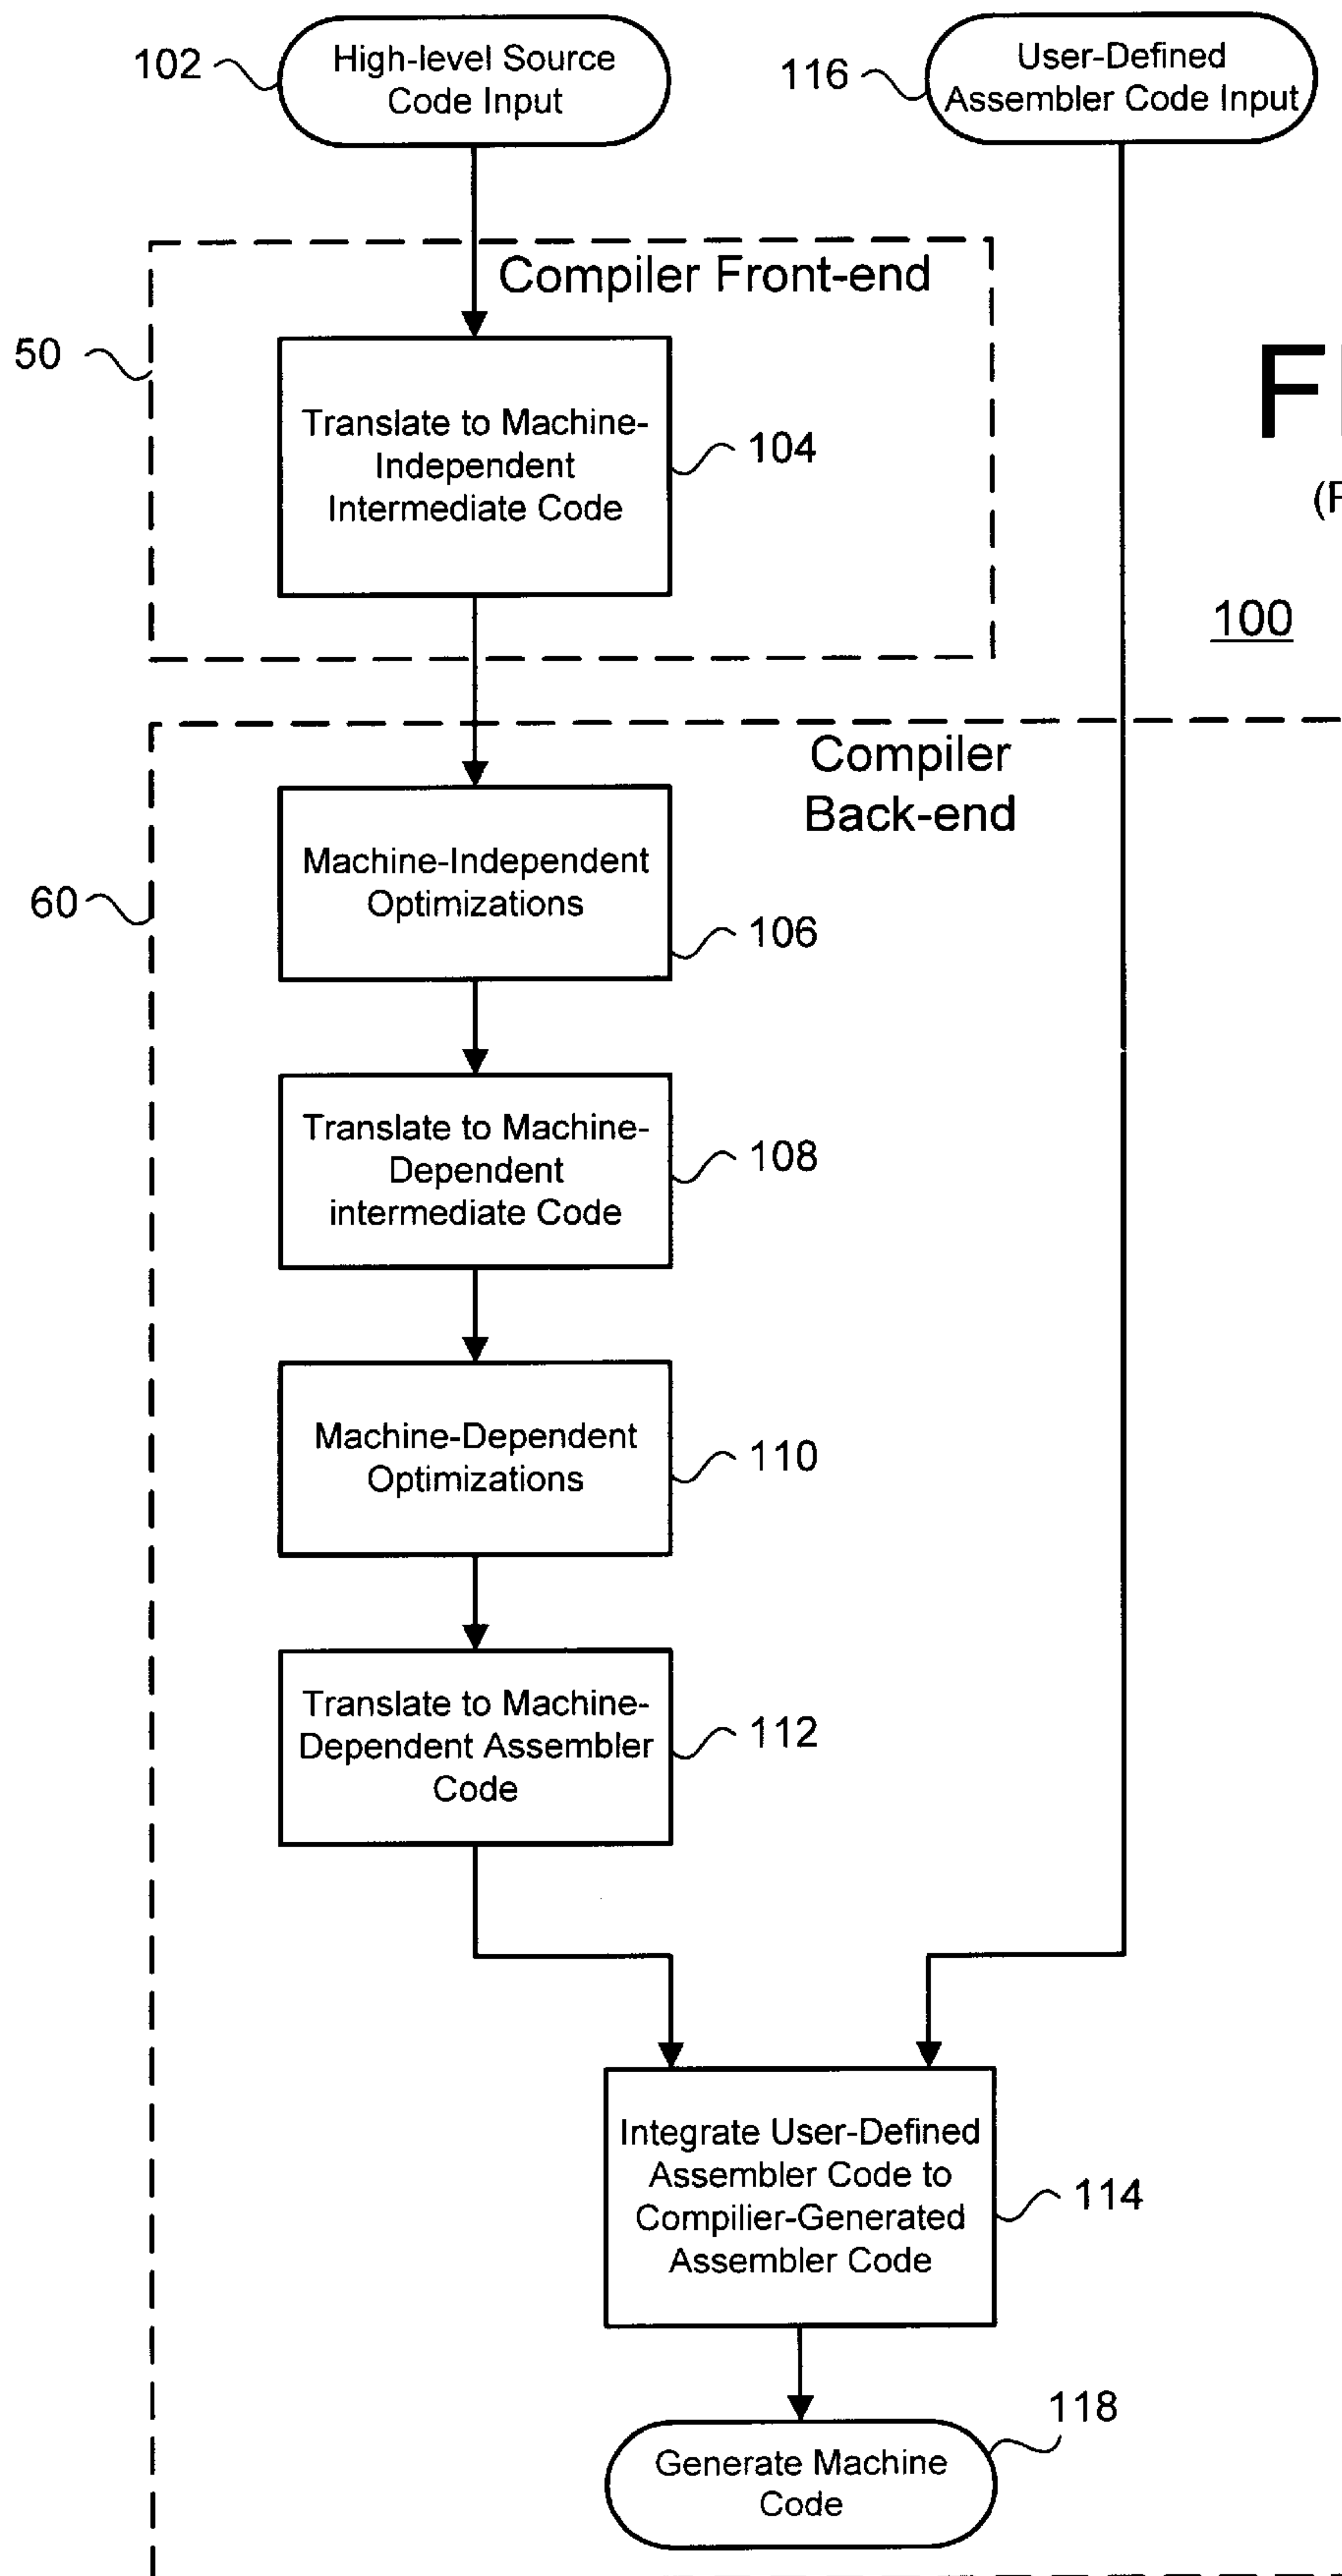 102
High-level Source
Code Input
116
User-Defined
Assembler Code Input
Compiler Front-end
50
Translate to Machine-
Independent
Intermediate Code
104
100
Compiler
Back-end
60
Machine-Independent
Optimizations
106
Translate to Machine-
Dependent
intermediate Code
108
Machine-Dependent
Optimizations
110
Translate to Machine-
Dependent Assembler
Code
112
Integrate User-Defined
Assembler Code to
Compilier-Generated
Assembler Code
114
118
Generate Machine
Code